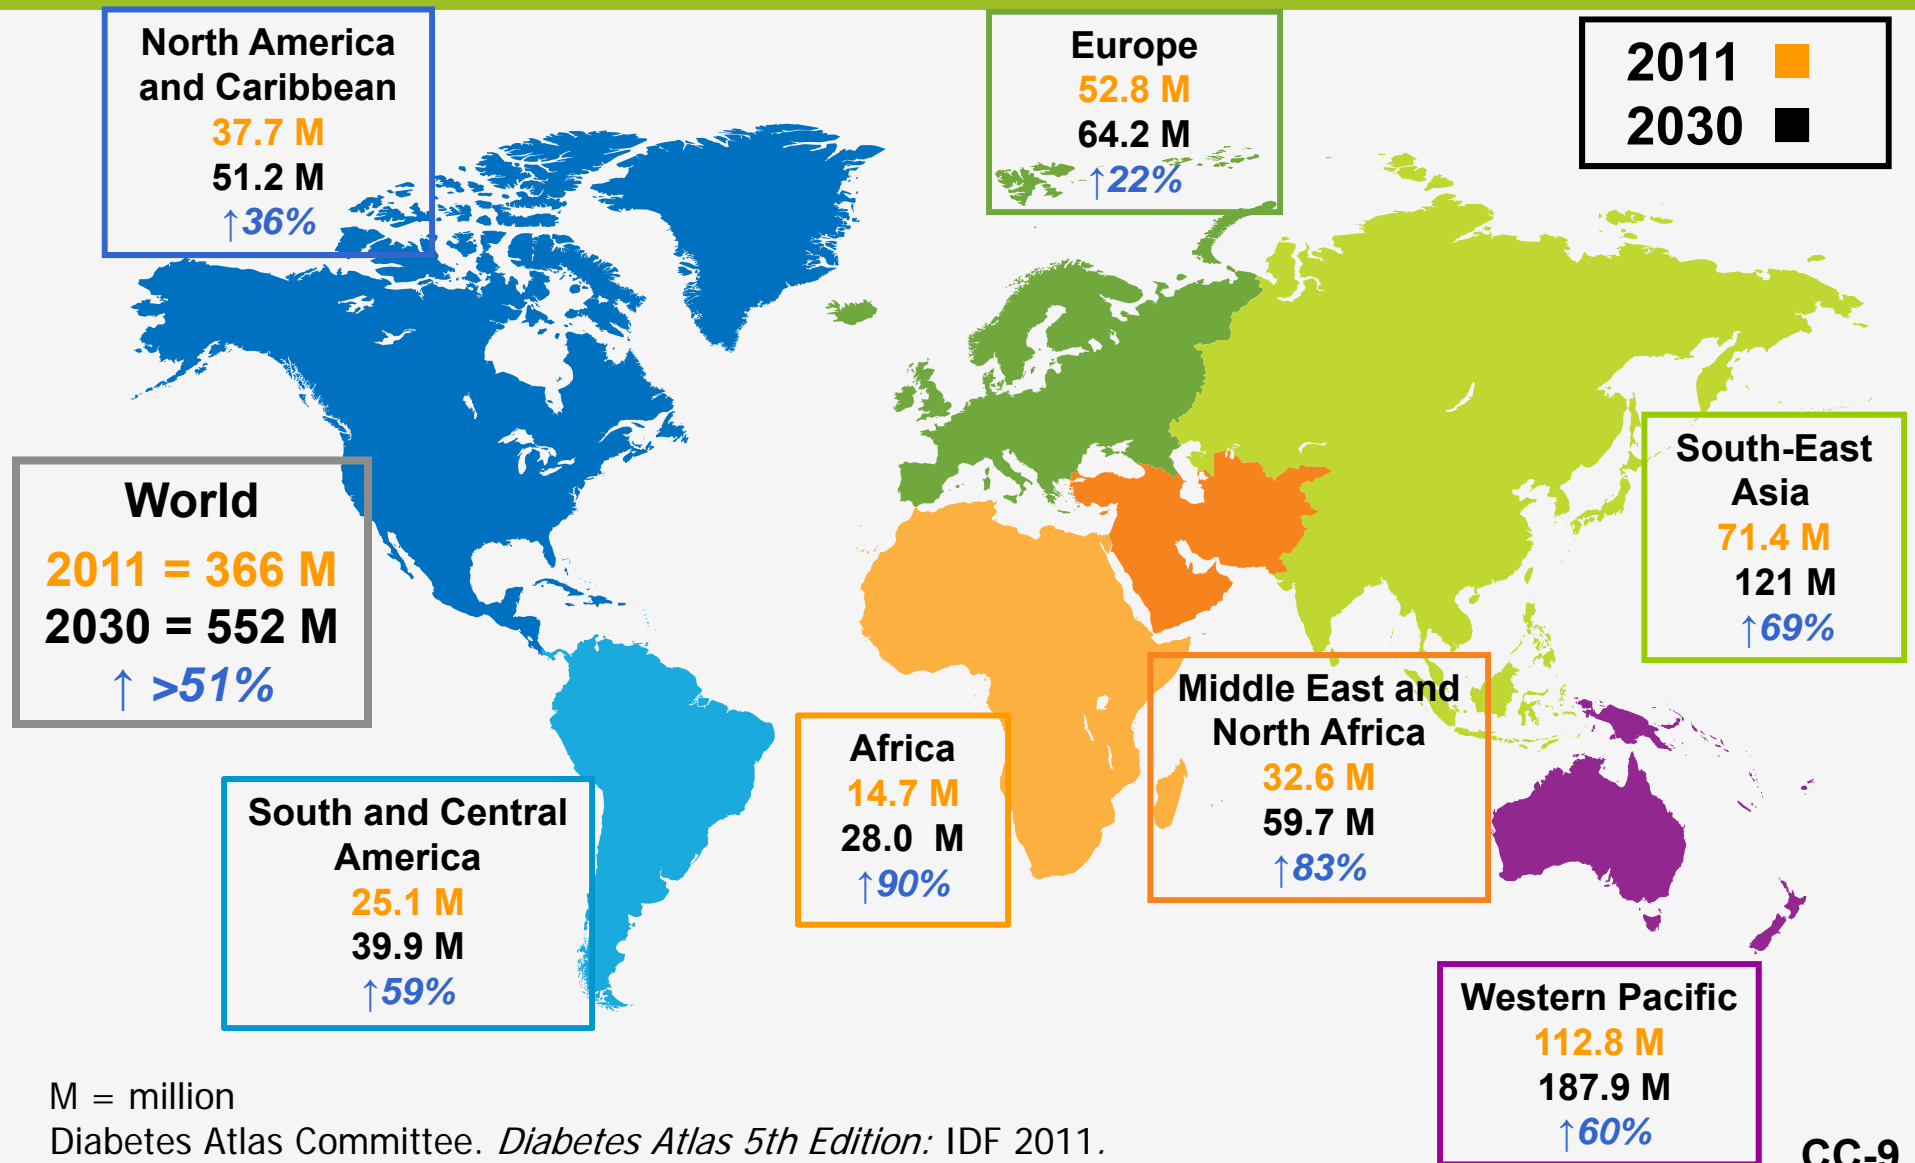 North America
and Caribbean
37.7 M
51.2 M
↑36%
Europe
52.8 M
64.2 M
↑22%
2011
2030
World
2011 = 366 M
2030 = 552 M
↑ >51%
South-East
Asia
71.4 M
121 M
↑69%
Middle East and
North Africa
32.6 M
59.7 M
↑83%
Africa
14.7 M
28.0 M
↑90%
South and Central
America
25.1 M
39.9 M
↑59%
Western Pacific
112.8 M
187.9 M
↑60%
M = million
Diabetes Atlas Committee. Diabetes Atlas 5th Edition: IDF 2011.
CC-9